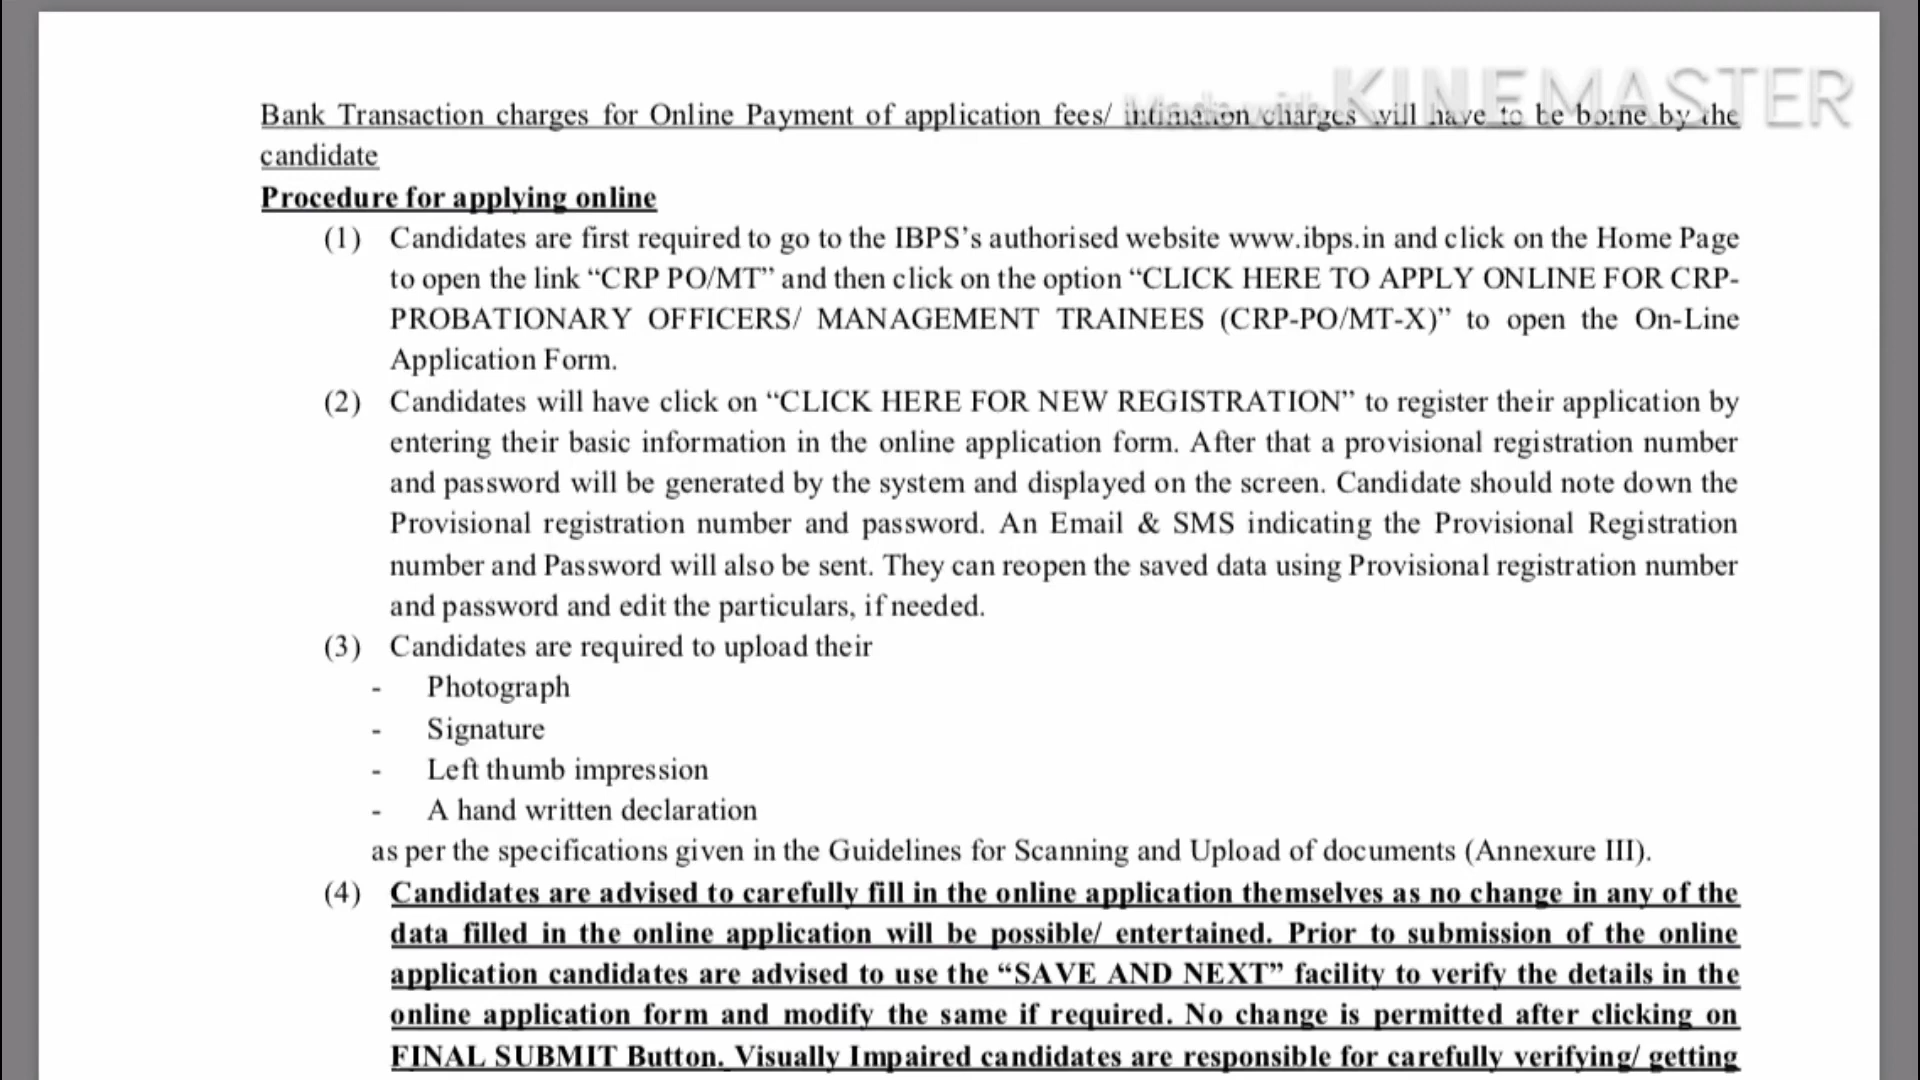 Made with KINEMASTER
Bank Transaction charges for Online Payment of application fees/ intimation charges will have to be borne by the
candidate
Procedure for applying online
(1) Candidates are first required to go to the IBPS’s authorised website www.ibps.in and click on the Home Page
to open the link “CRP PO/MT” and then click on the option “CLICK HERE TO APPLY ONLINE FOR CRP-
PROBATIONARY OFFICERS/ MANAGEMENT TRAINEES (CRP-PO/MT-X)” to open the On-Line
Application Form.
(2) Candidates will have click on “CLICK HERE FOR NEW REGISTRATION” to register their application by
entering their basic information in the online application form. After that a provisional registration number
and password will be generated by the system and displayed on the screen. Candidate should note down the
Provisional registration number and password. An Email & SMS indicating the Provisional Registration
number and Password will also be sent. They can reopen the saved data using Provisional registration number
and password and edit the particulars, if needed.
(3) Candidates are required to upload their
- Photograph
- Signature
- Left thumb impression
- A hand written declaration
as per the specifications given in the Guidelines for Scanning and Upload of documents (Annexure III).
(4) Candidates are advised to carefully fill in the online application themselves as no change in any of the
data filled in the online application will be possible/ entertained. Prior to submission of the online
application candidates are advised to use the “SAVE AND NEXT” facility to verify the details in the
online application form and modify the same if required. No change is permitted after clicking on
FINAL SUBMIT Button. Visually Impaired candidates are responsible for carefully verifying/ getting